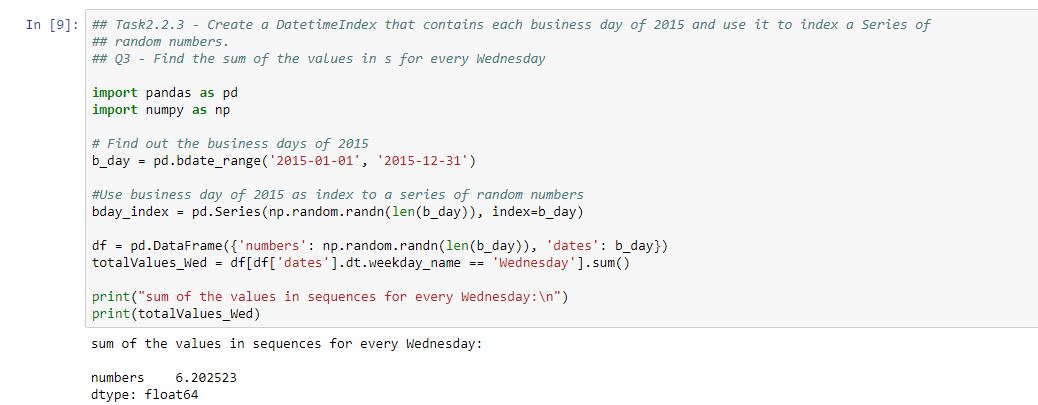 In [9]: ## Task2.2.3 - Create a DatetimeIndex that contains each business day of 2015 and use it to index a Series of
## random numbers.
## Q3 - Find the sum of the values in s for every Wednesday
import pandas as pd
import numpy as np
# Find out the business days of 2015
b_day = pd.bdate_range('2015-01-01', '2015-12-31')
#Use business day of 2015 as index to a series of random numbers
bday_index = pd.Series(np.random.randn(len(b_day)), index=b_day)
df = pd.DataFrame({'numbers': np.random.randn(len(b_day)), 'dates': b_day})
totalValues_Wed = df[df['dates'].dt.weekday_name == 'Wednesday'].sum()
print("sum of the values in sequences for every Wednesday:\n")
print(totalValues_Wed)
sum of the values in sequences for every Wednesday:
numbers    6.202523
dtype: float64